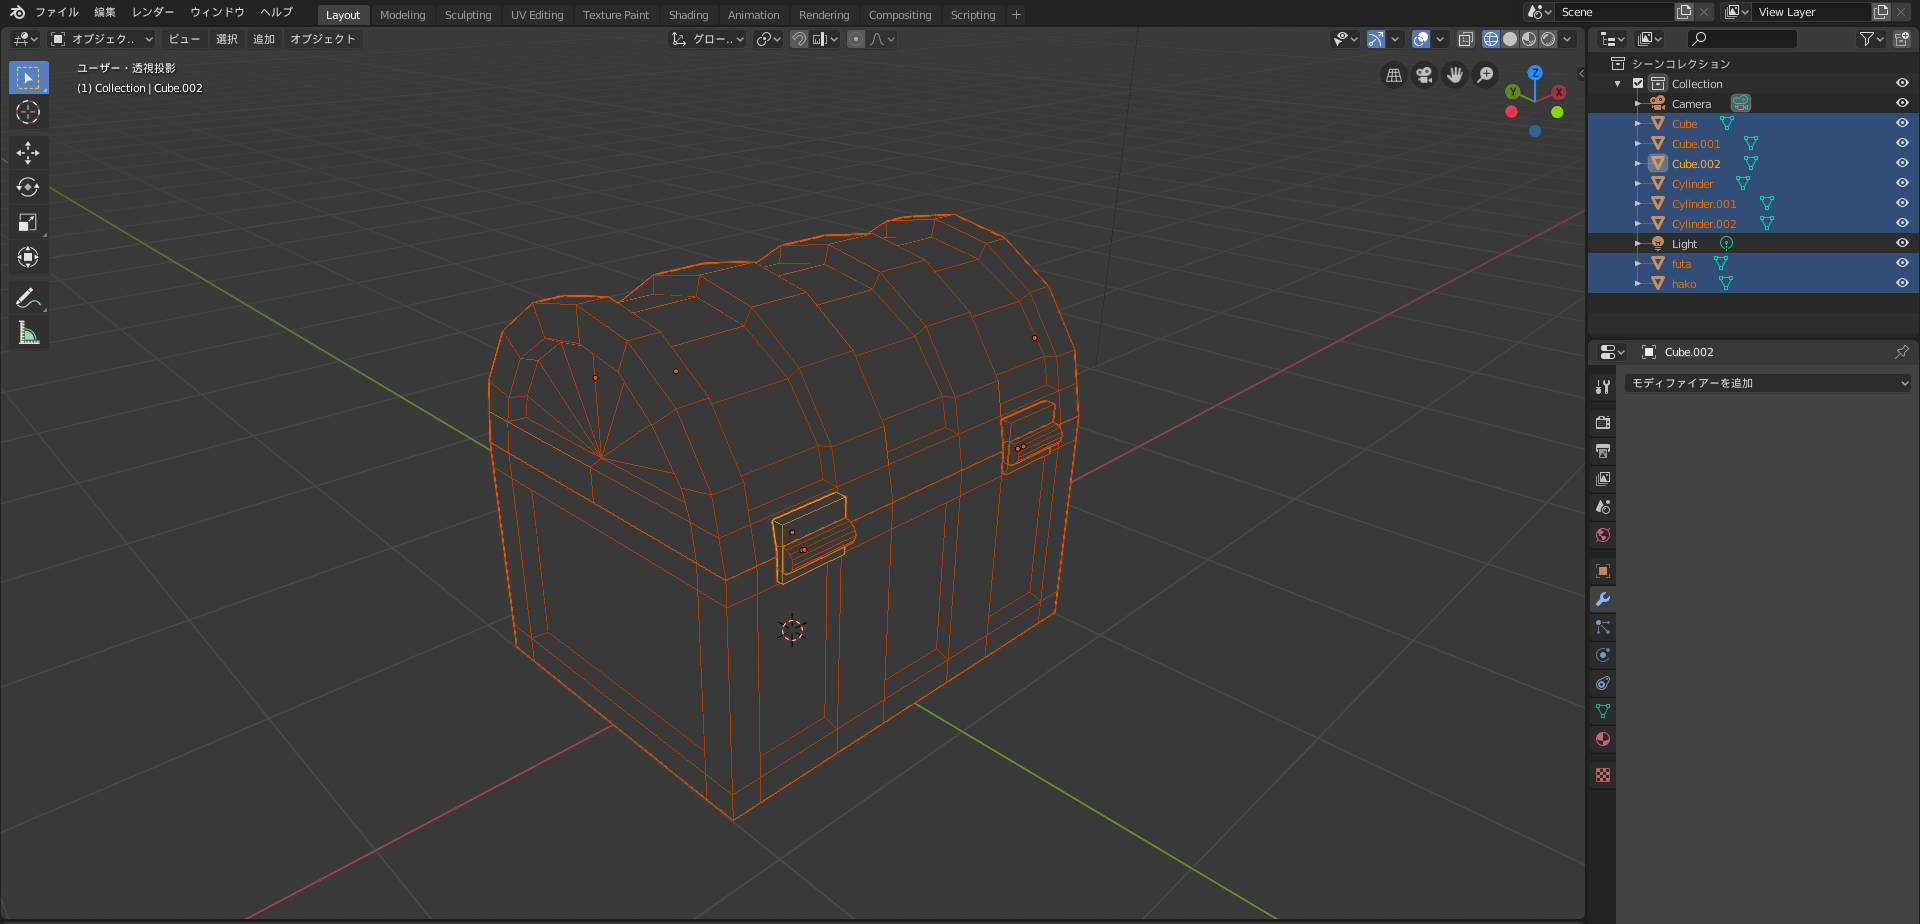 ファイル 編集 レンダー ウィンドウ ヘルプ Layout Modeling Sculpting UV Editing Texture Paint Shading Animation Rendering Compositing Scripting + Scene View Layer
オブジェク.. ビュー 選択 追加 オブジェクト グロー..
ユーザー・透視投影
(1) Collection | Cube.002
Z
Y X
シーンコレクション
Collection
Camera
Cube
Cube.001
Cube.002
Cylinder
Cylinder.001
Cylinder.002
Light
futa
hako
Cube.002
モディファイアーを追加